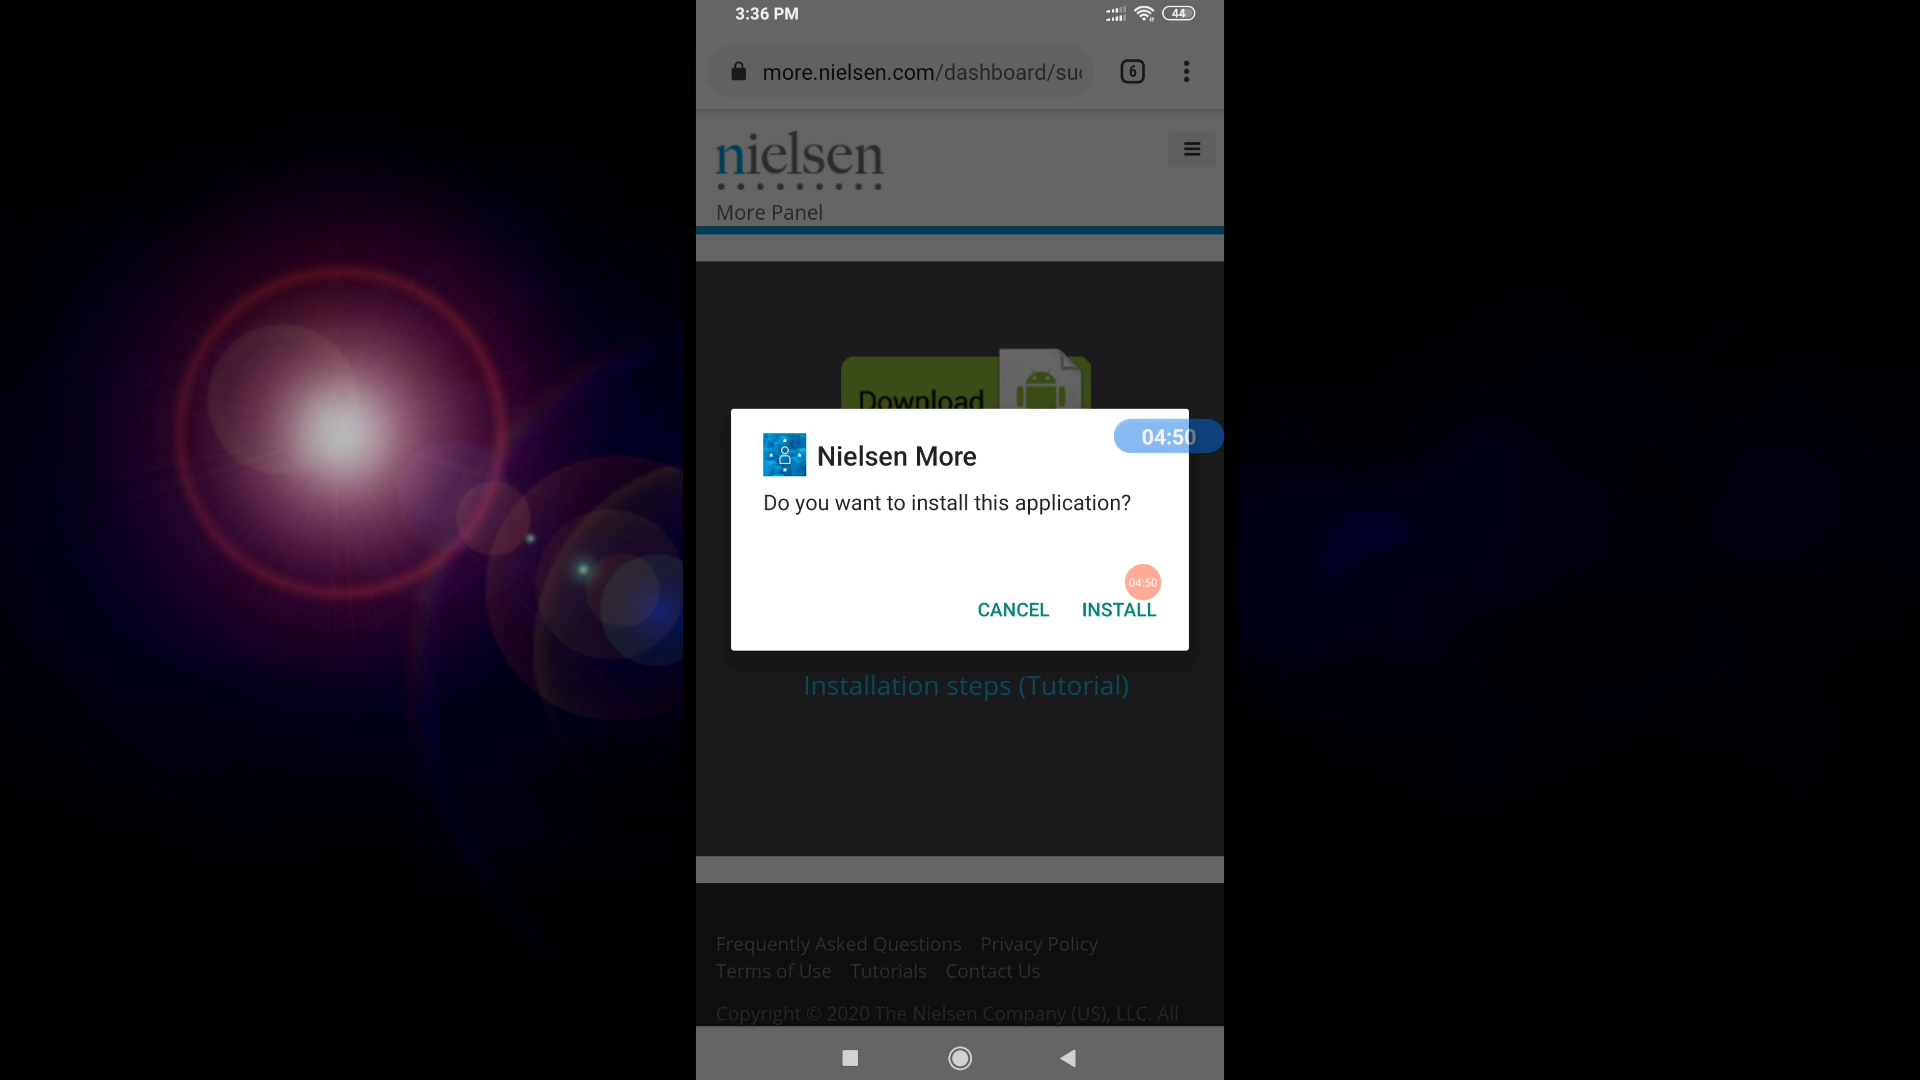 3:36 PM
44
more.nielsen.com/dashboard/suc
6
nielsen
More Panel
Download
Nielsen More
04:50
Do you want to install this application?
04:50
CANCEL INSTALL
Installation steps (Tutorial)
Frequently Asked Questions Privacy Policy
Terms of Use Tutorials Contact Us
Copyright © 2020 The Nielsen Company (US), LLC. All